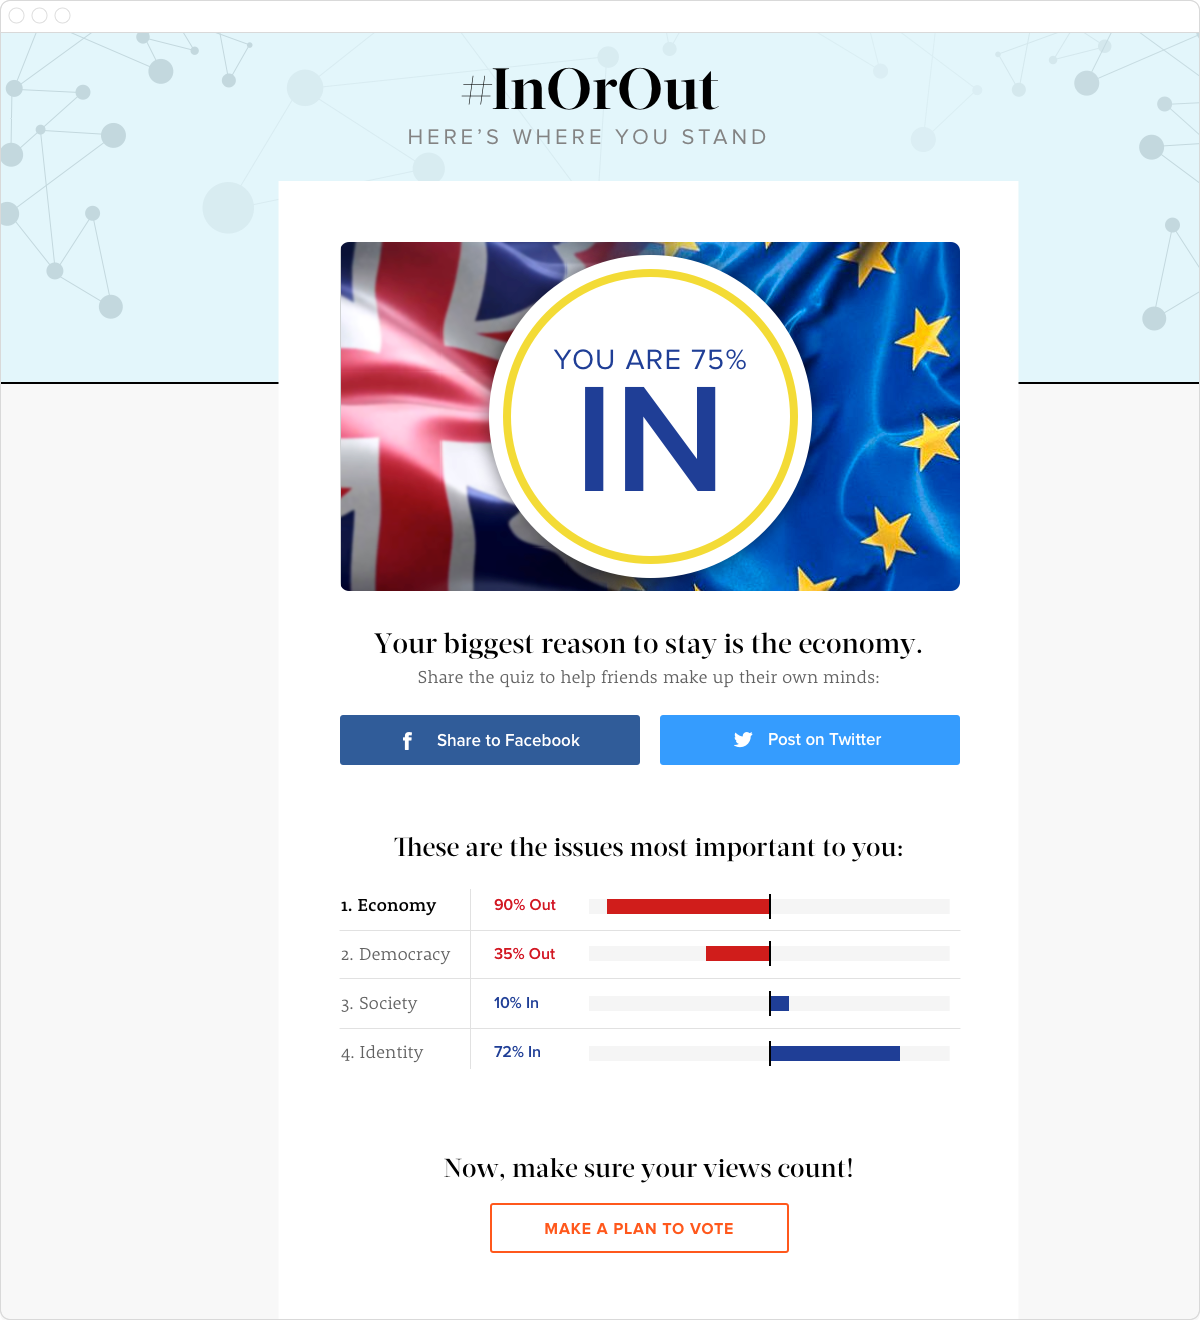 #InOrOut
HERE’S WHERE YOU STAND
YOU ARE 75%
IN
Your biggest reason to stay is the economy.
Share the quiz to help friends make up their own minds:
Share to Facebook
Post on Twitter
These are the issues most important to you:
1. Economy 90% Out
2. Democracy 35% Out
3. Society 10% In
4. Identity 72% In
Now, make sure your views count!
MAKE A PLAN TO VOTE